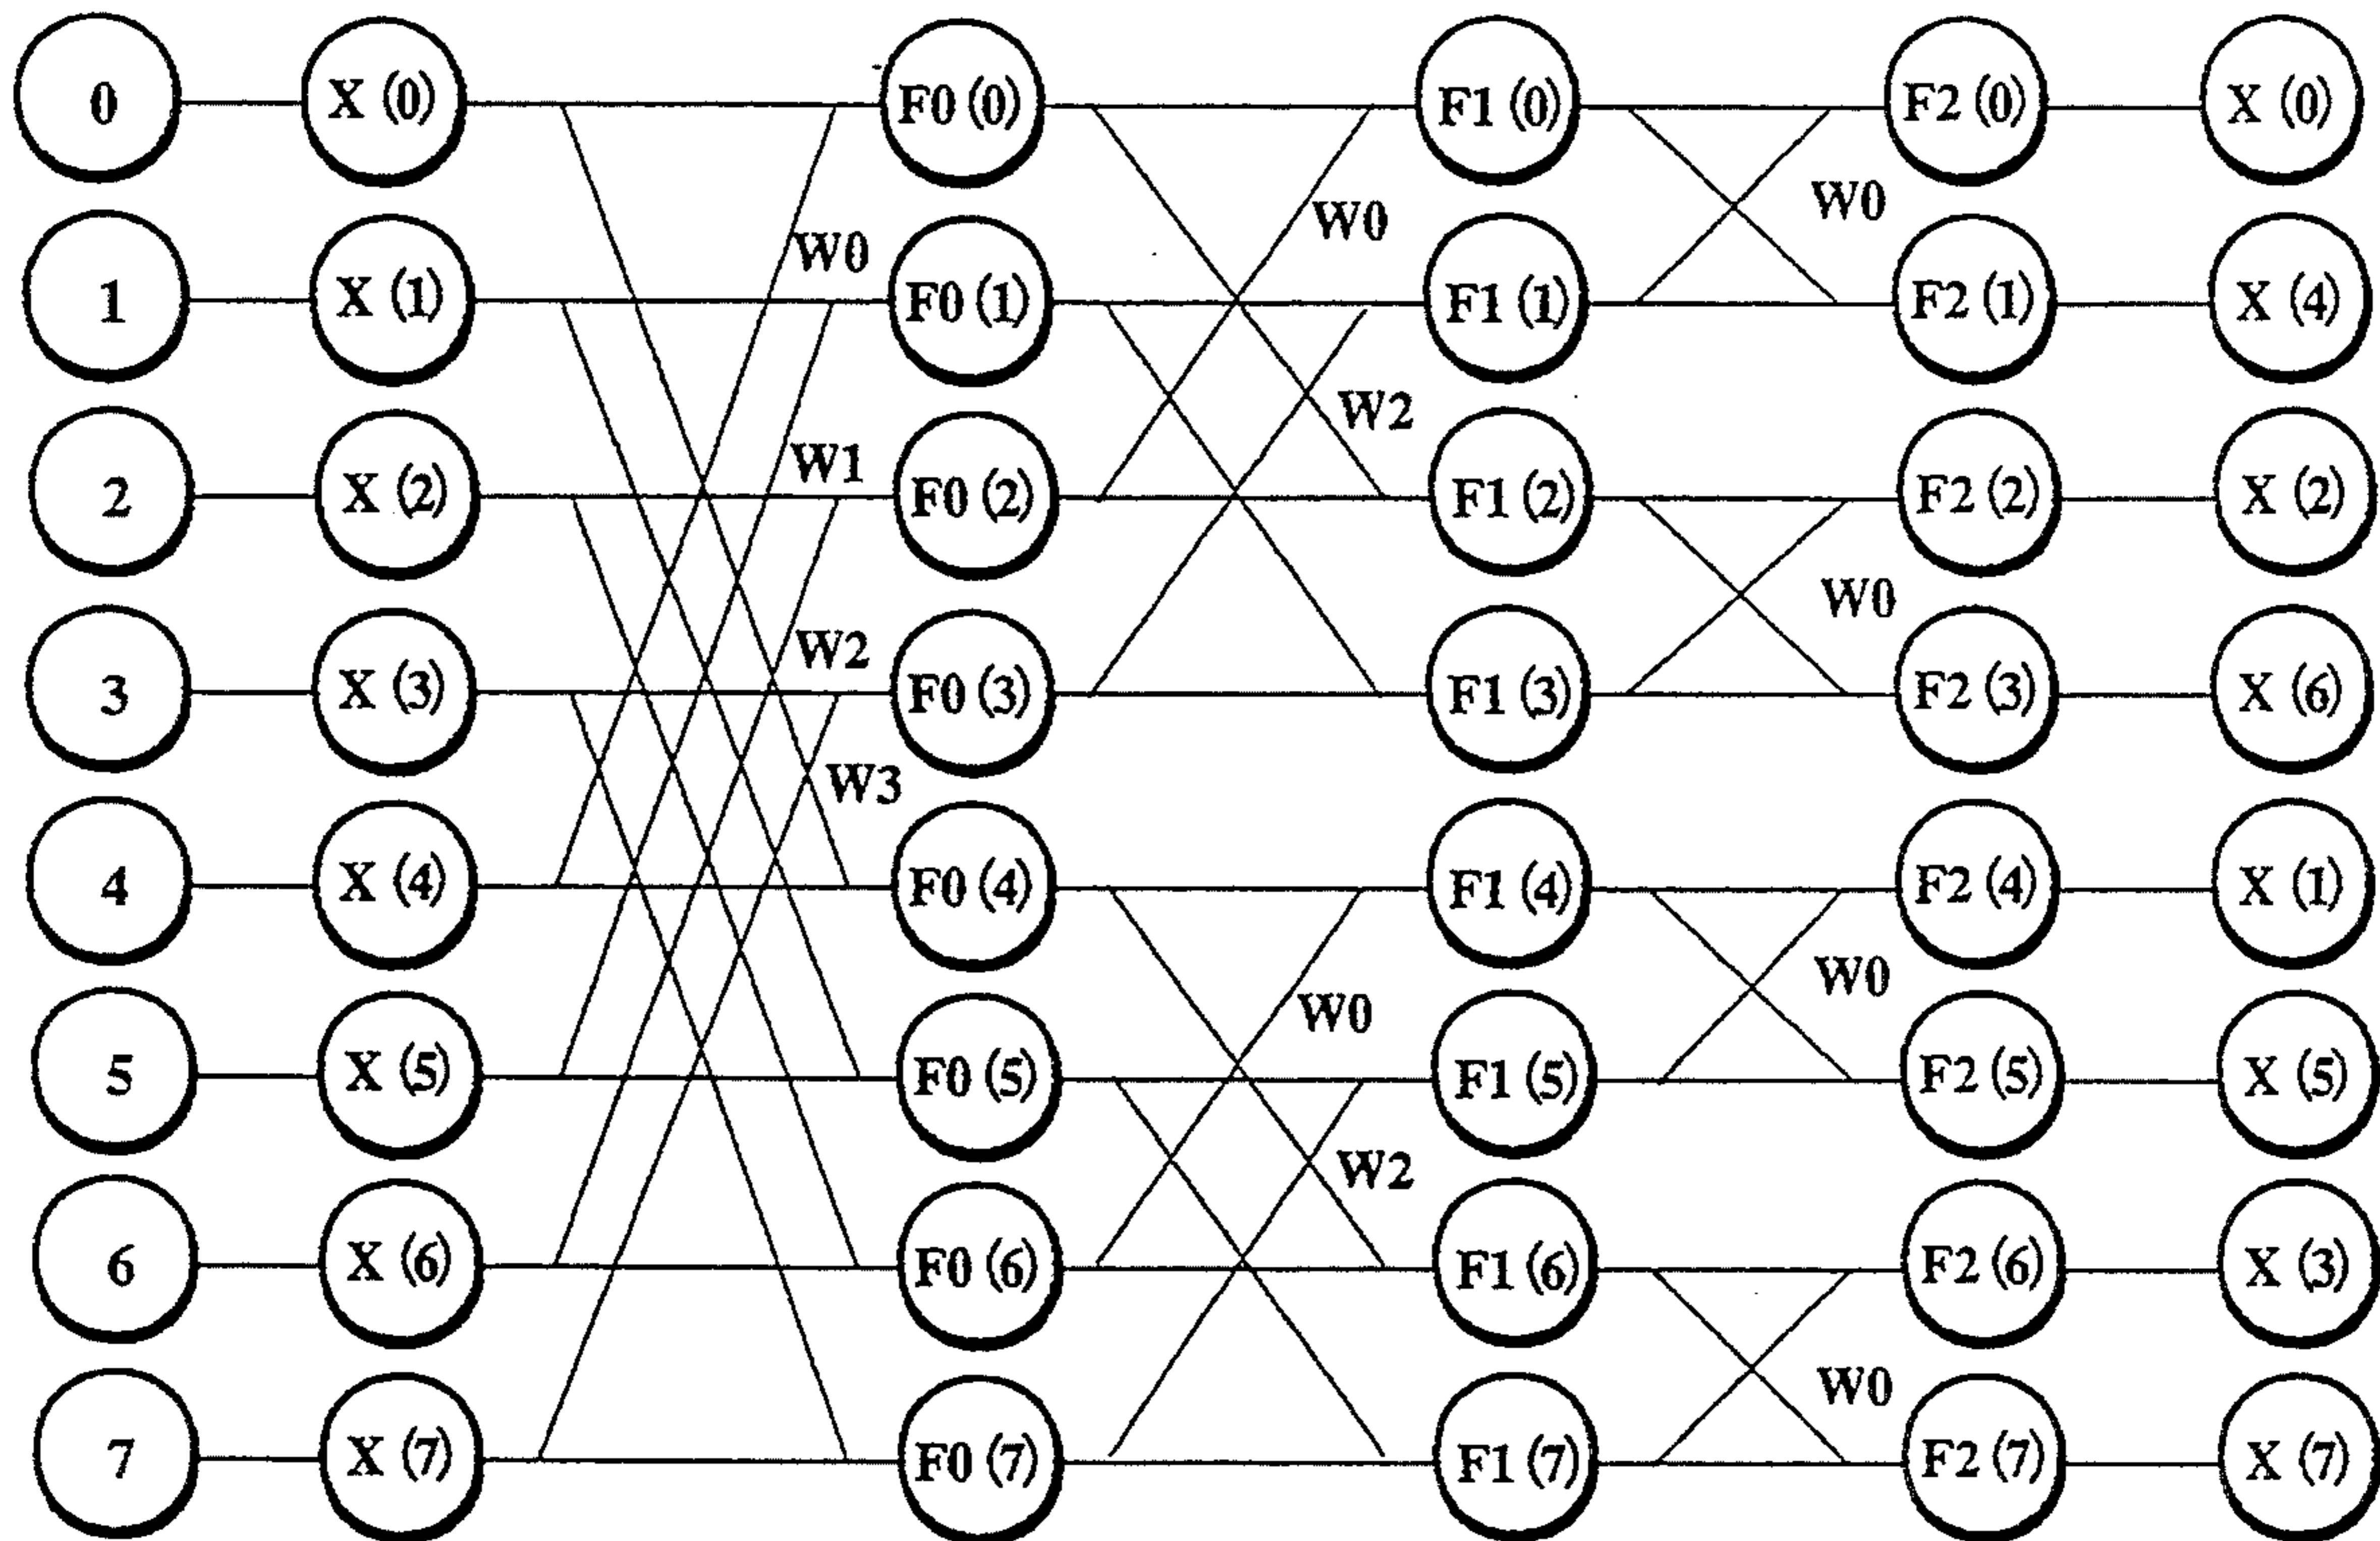 0 X (0) F0 (0) F1 (0) F2 (0) X (0)
W0 W0 W0
1 X (1) F0 (1) F1 (1) F2 (1) X (4)
W1 W2
2 X (2) F0 (2) F1 (2) F2 (2) X (2)
W2 W0
3 X (3) F0 (3) F1 (3) F2 (3) X (6)
W3
4 X (4) F0 (4) F1 (4) F2 (4) X (1)
W0 W0
5 X (5) F0 (5) F1 (5) F2 (5) X (5)
W2
6 X (6) F0 (6) F1 (6) F2 (6) X (3)
W0
7 X (7) F0 (7) F1 (7) F2 (7) X (7)